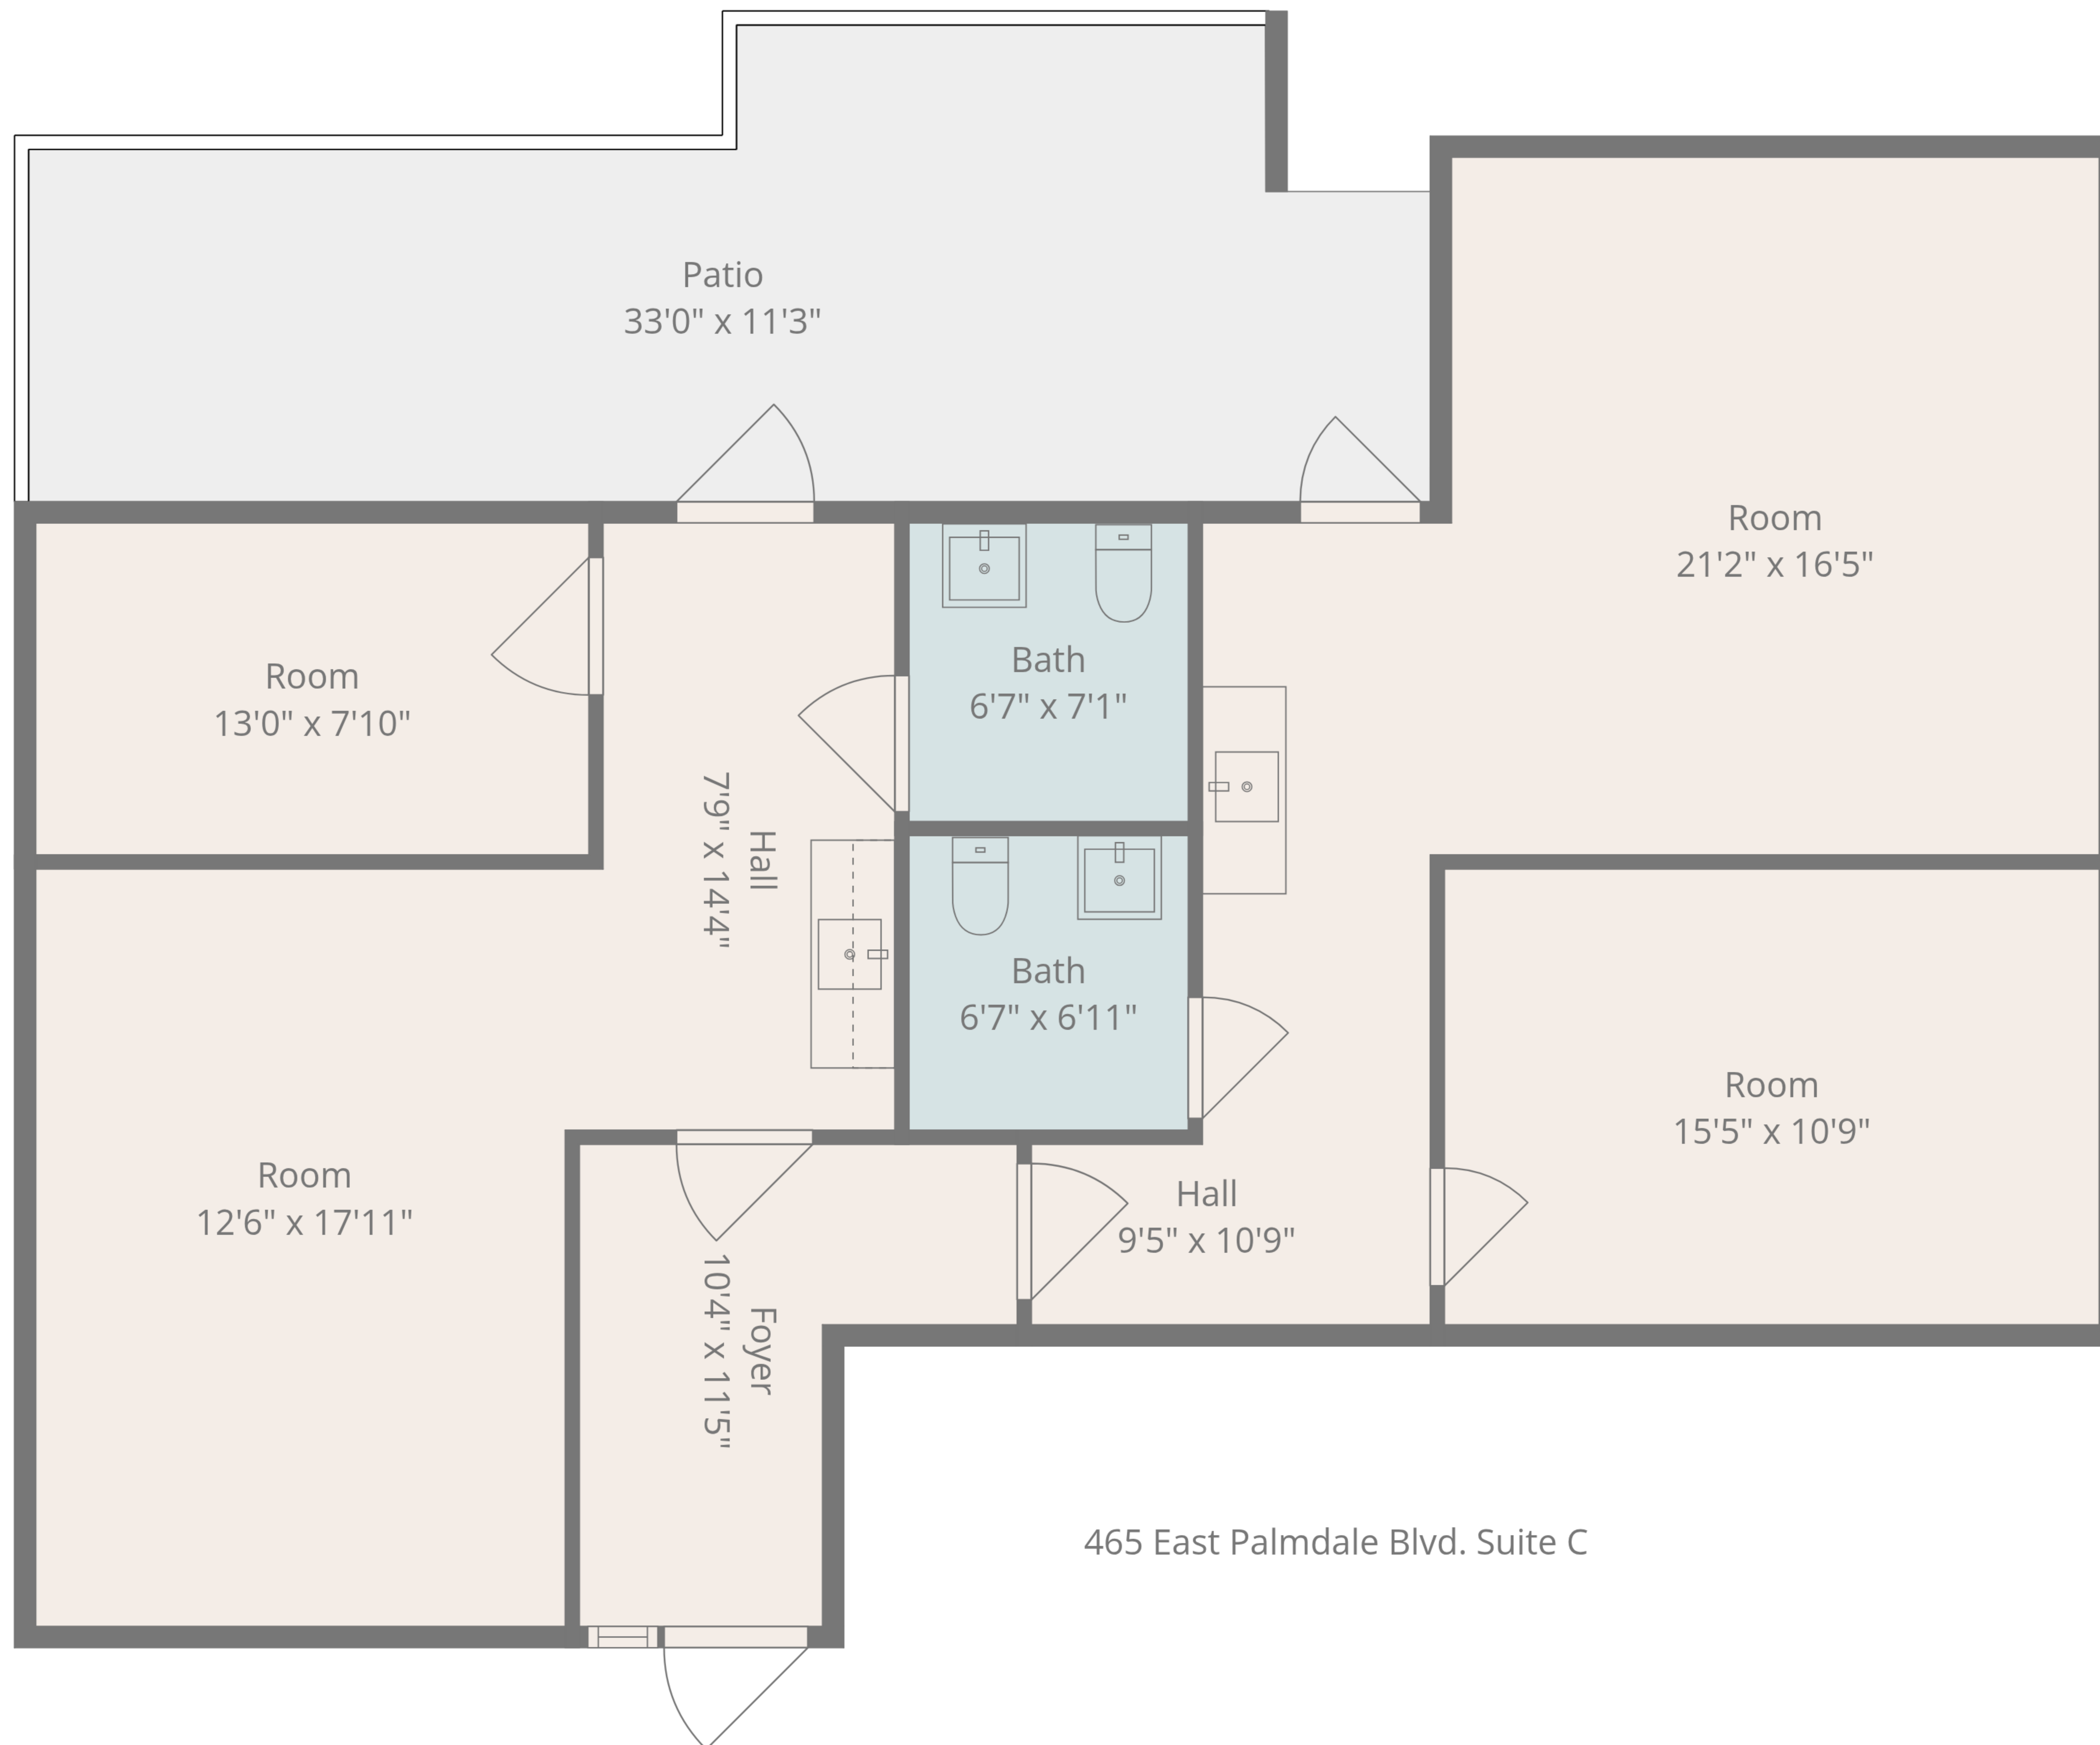 Patio
33'0" x 11'3"
Room
21'2" x 16'5"
Room
13'0" x 7'10"
Bath
6'7" x 7'1"
Hall
7'9" x 14'4"
Bath
6'7" x 6'11"
Room
15'5" x 10'9"
Room
12'6" x 17'11"
Hall
9'5" x 10'9"
Foyer
10'4" x 11'5"
465 East Palmdale Blvd. Suite C